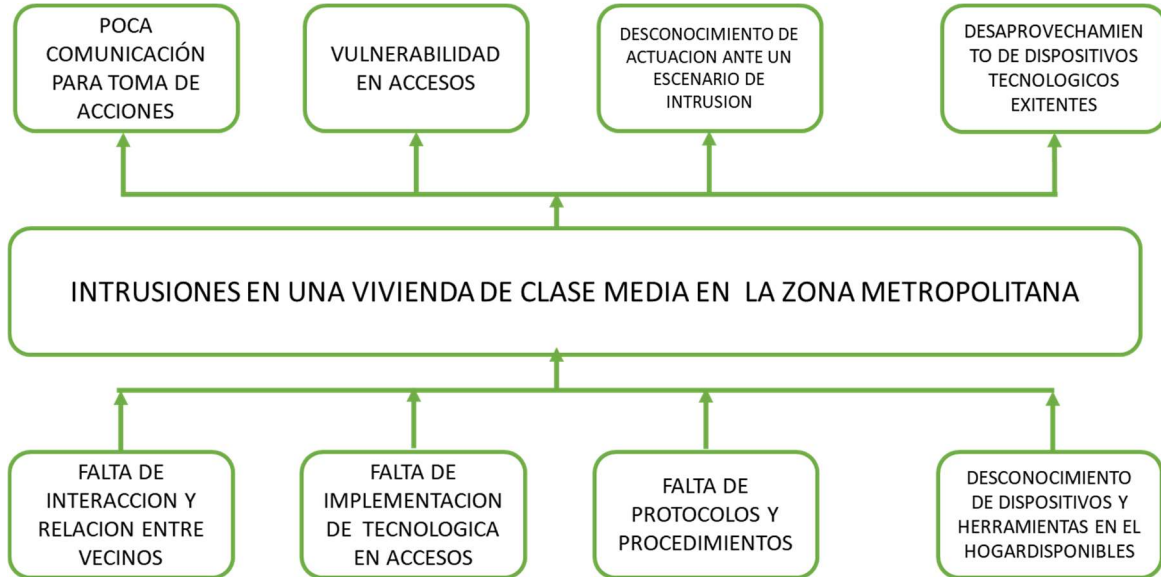 POCA
COMUNICACIÓN
PARA TOMA DE
ACCIONES
VULNERABILIDAD
EN ACCESOS
DESCONOCIMIENTO DE
ACTUACION ANTE UN
ESCENARIO DE
INTRUSION
DESAPROVECHAMIEN
TO DE DISPOSITIVOS
TECNOLOGICOS
EXITENTES
INTRUSIONES EN UNA VIVIENDA DE CLASE MEDIA EN LA ZONA METROPOLITANA
FALTA DE
INTERACCION Y
RELACION ENTRE
VECINOS
FALTA DE
IMPLEMENTACION
DE TECNOLOGICA
EN ACCESOS
FALTA DE
PROTOCOLOS Y
PROCEDIMIENTOS
DESCONOCIMIENTO
DE DISPOSITIVOS Y
HERRAMIENTAS EN EL
HOGARDISPONIBLES